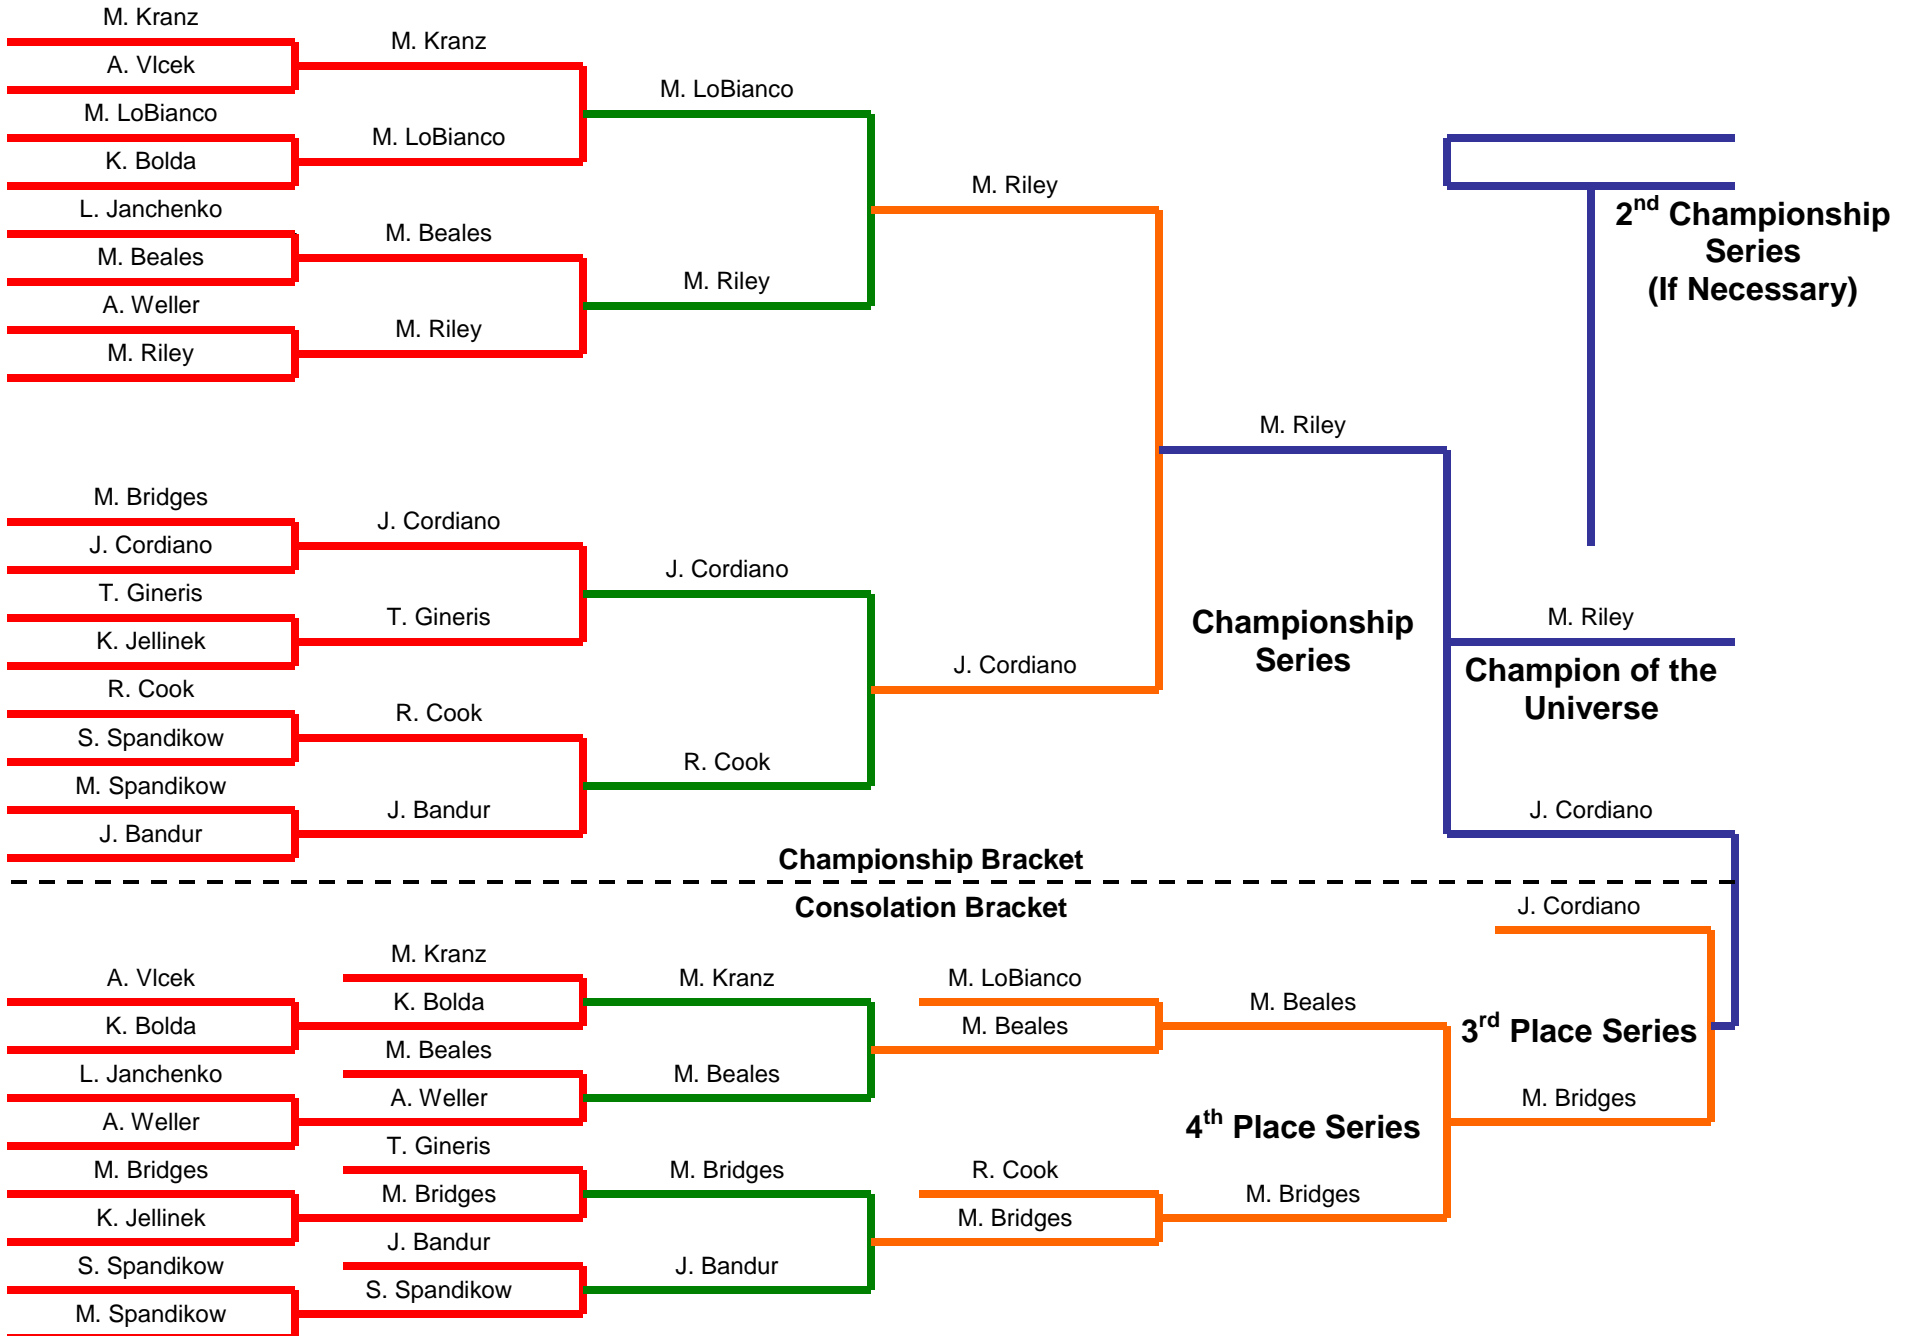 M. Kranz
A. Vlcek
M. LoBianco
K. Bolda
L. Janchenko
M. Beales
A. Weller
M. Riley
M. Bridges
J. Cordiano
T. Gineris
K. Jellinek
R. Cook
S. Spandikow
M. Spandikow
J. Bandur
M. Kranz
M. LoBianco
M. Beales
M. Riley
J. Cordiano
T. Gineris
R. Cook
J. Bandur
M. LoBianco
M. Riley
J. Cordiano
R. Cook
M. Riley
J. Cordiano
M. Riley
Championship
Series
2nd Championship
Series
(If Necessary)
M. Riley
Champion of the
Universe
J. Cordiano
Championship Bracket
Consolation Bracket
A. Vlcek
K. Bolda
L. Janchenko
A. Weller
M. Bridges
K. Jellinek
S. Spandikow
M. Spandikow
M. Kranz
K. Bolda
M. Beales
A. Weller
T. Gineris
M. Bridges
J. Bandur
S. Spandikow
M. Kranz
M. Beales
M. Bridges
J. Bandur
M. LoBianco
M. Beales
R. Cook
M. Bridges
M. Beales
4th Place Series
M. Bridges
J. Cordiano
3rd Place Series
M. Bridges